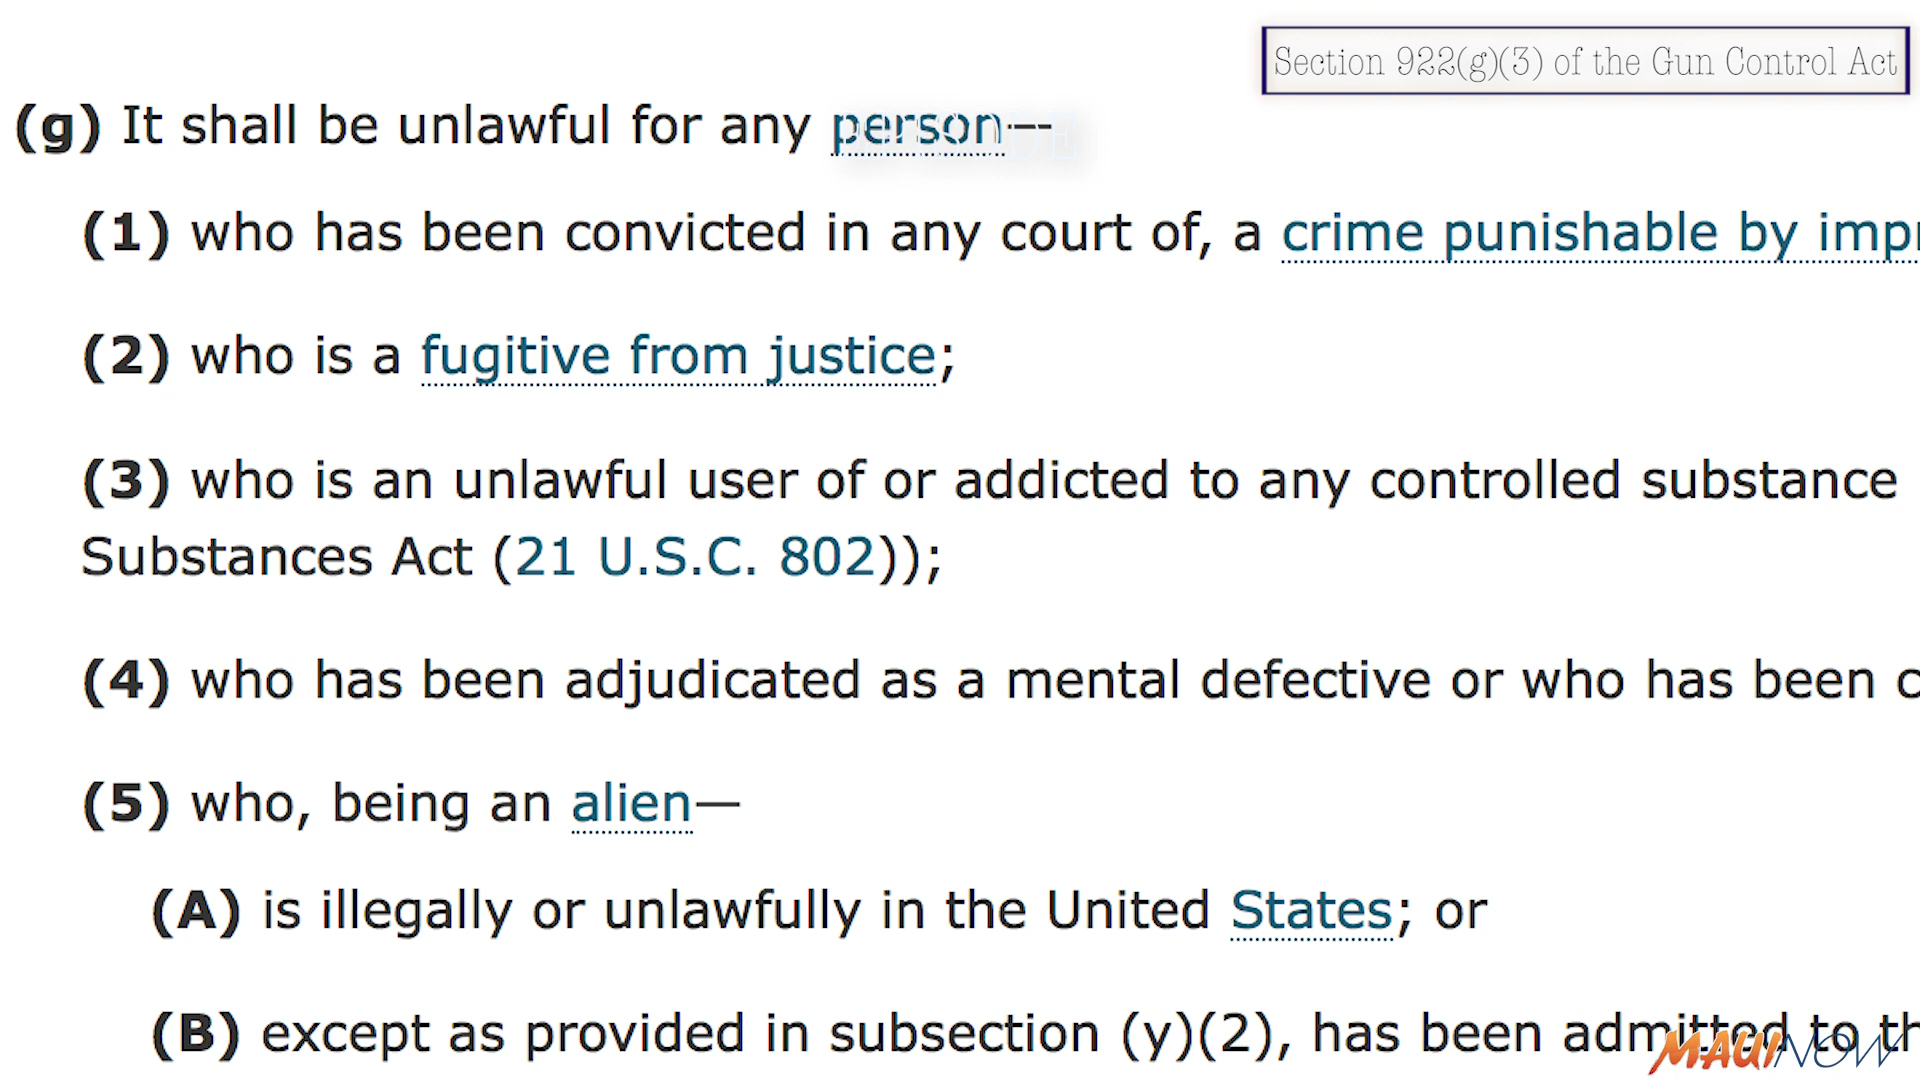 Section 922(g)(3) of the Gun Control Act
(g) It shall be unlawful for any person—
(1) who has been convicted in any court of, a crime punishable by
(2) who is a fugitive from justice;
(3) who is an unlawful user of or addicted to any controlled substance
Substances Act (21 U.S.C. 802));
(4) who has been adjudicated as a mental defective or who has been
(5) who, being an alien—
(A) is illegally or unlawfully in the United States; or
(B) except as provided in subsection (y)(2), has been admitted to
MAUINOW